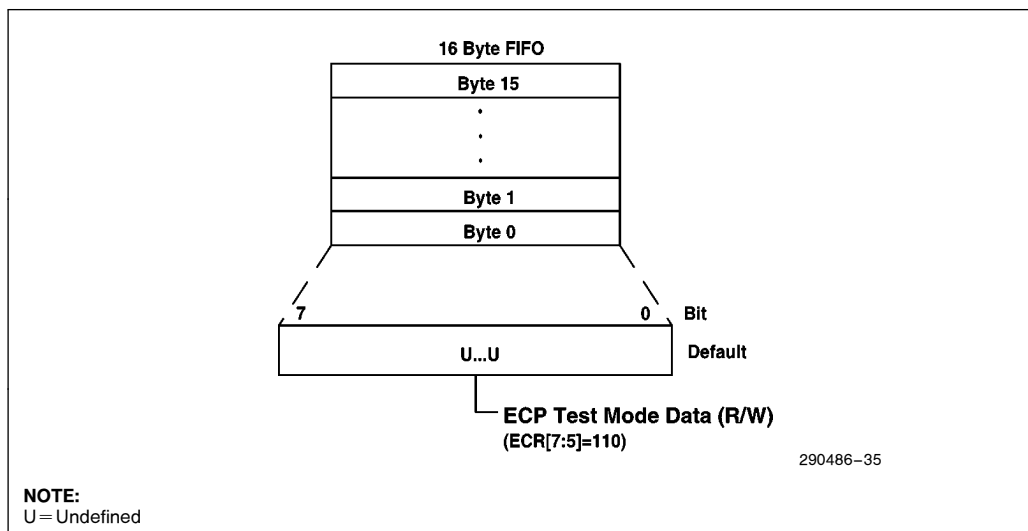 16 Byte FIFO
Byte 15
.
.
.
Byte 1
Byte 0
7 0 Bit
U...U Default
ECP Test Mode Data (R/W)
(ECR[7:5]=110)
290486–35
NOTE:
U=Undefined